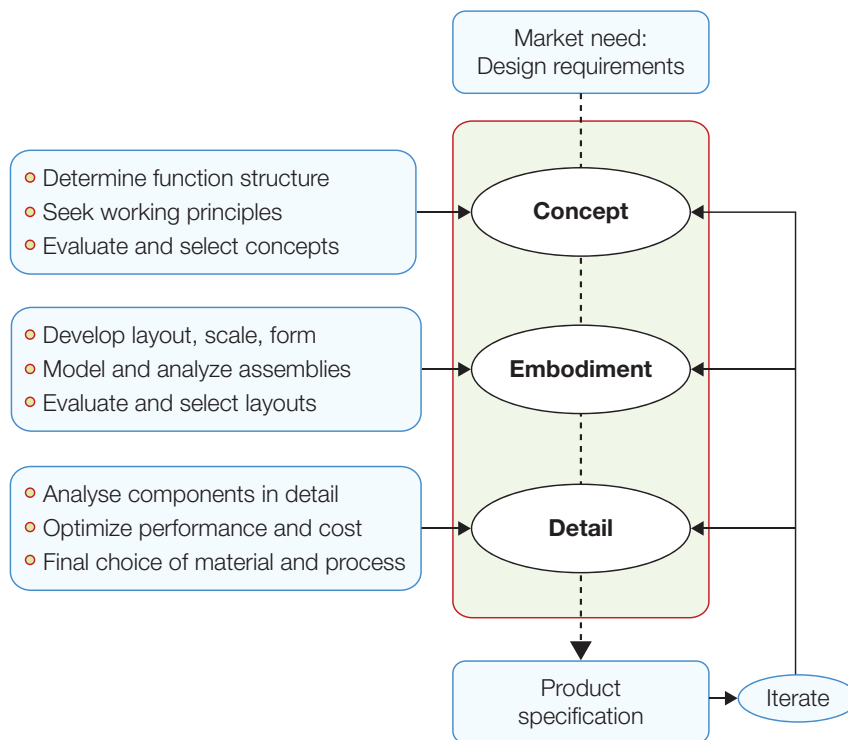 Market need:
Design requirements
Determine function structure
Seek working principles
Evaluate and select concepts
Concept
Develop layout, scale, form
Model and analyze assemblies
Evaluate and select layouts
Embodiment
Analyse components in detail
Optimize performance and cost
Final choice of material and process
Detail
Product
specification
Iterate